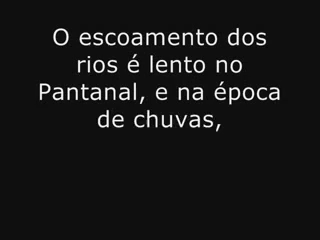 O escoamento dos
rios é lento no
Pantanal, e na época
de chuvas,